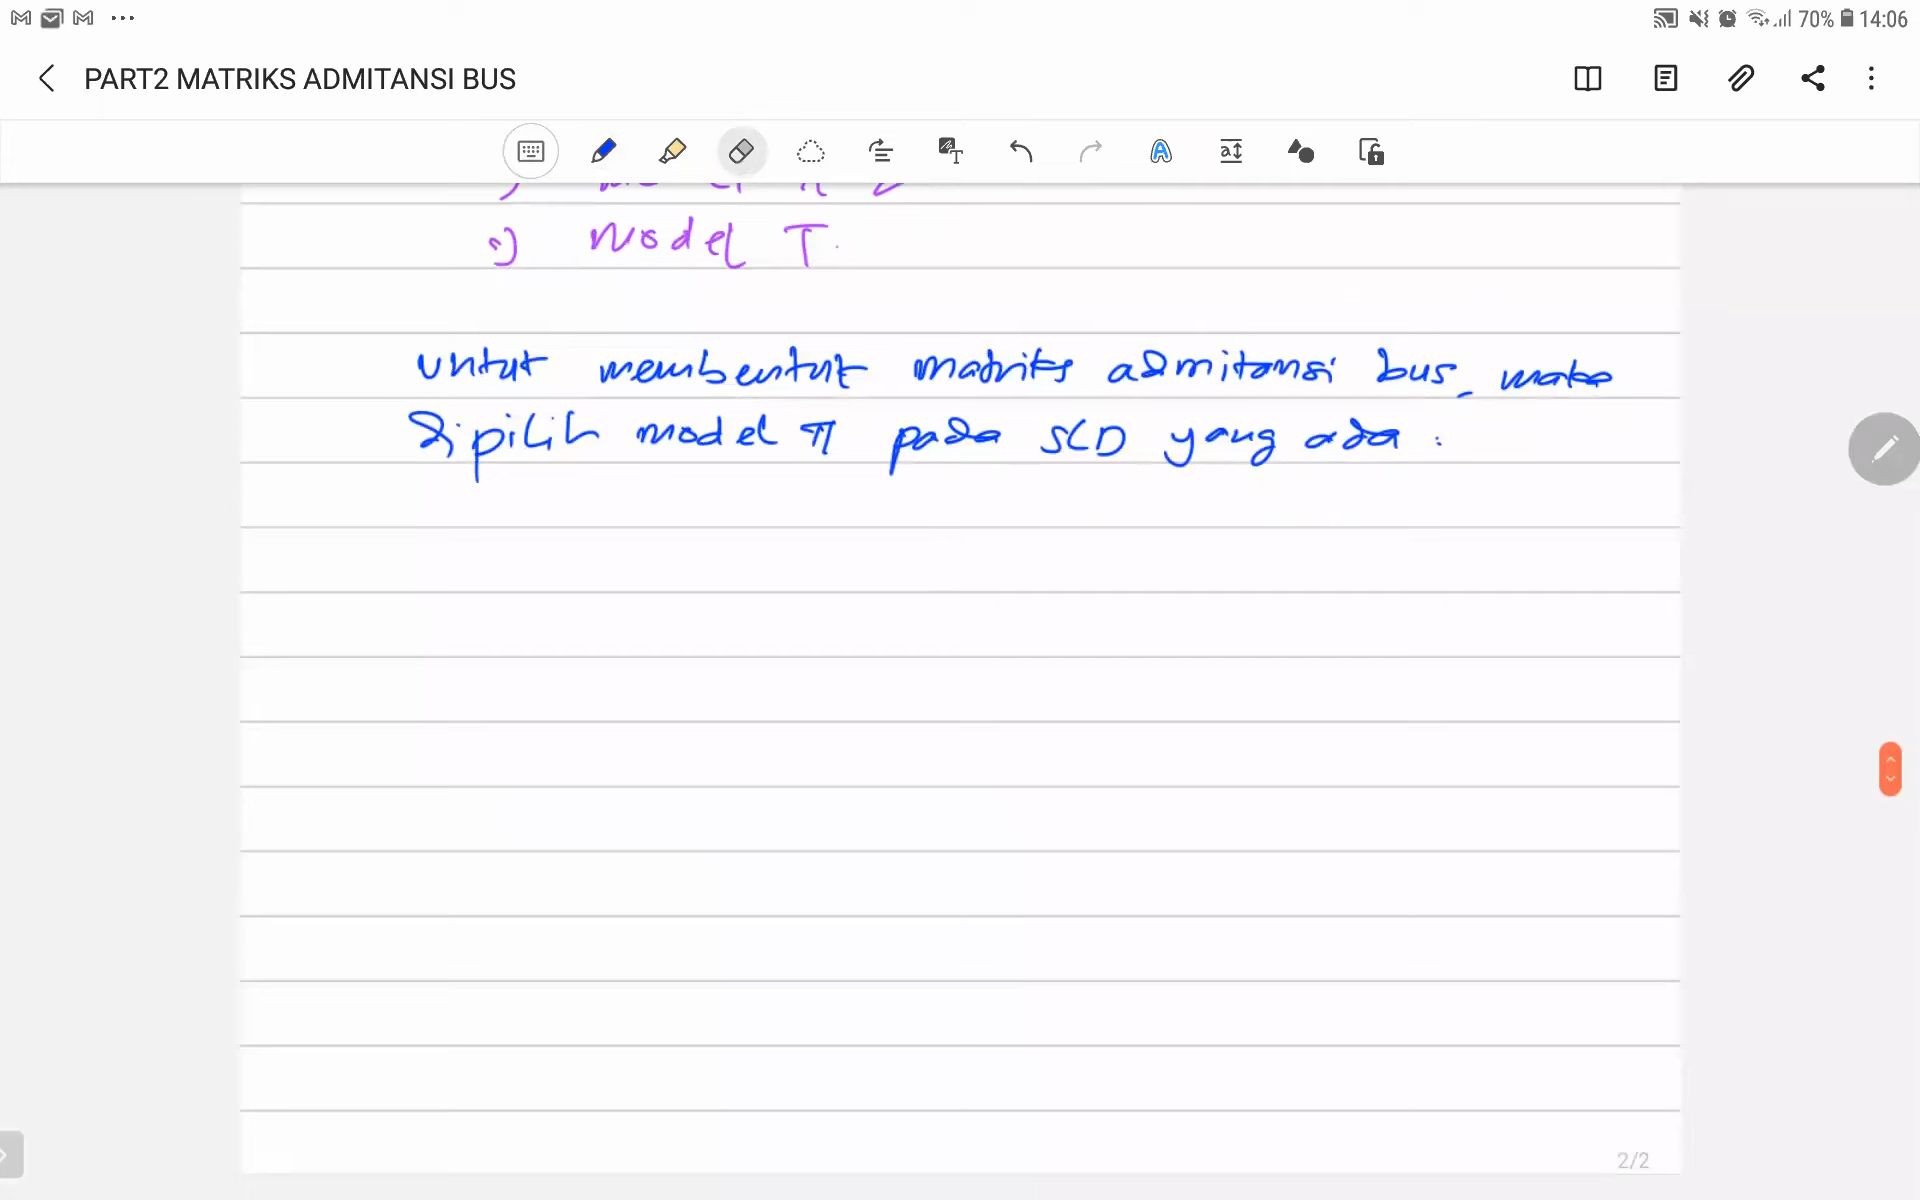 70% 14:06
PART2 MATRIKS ADMITANSI BUS
Model T.
untuk membentuk matriks admitansi bus, maka
dipilih model π pada SLD yang ada :
2/2